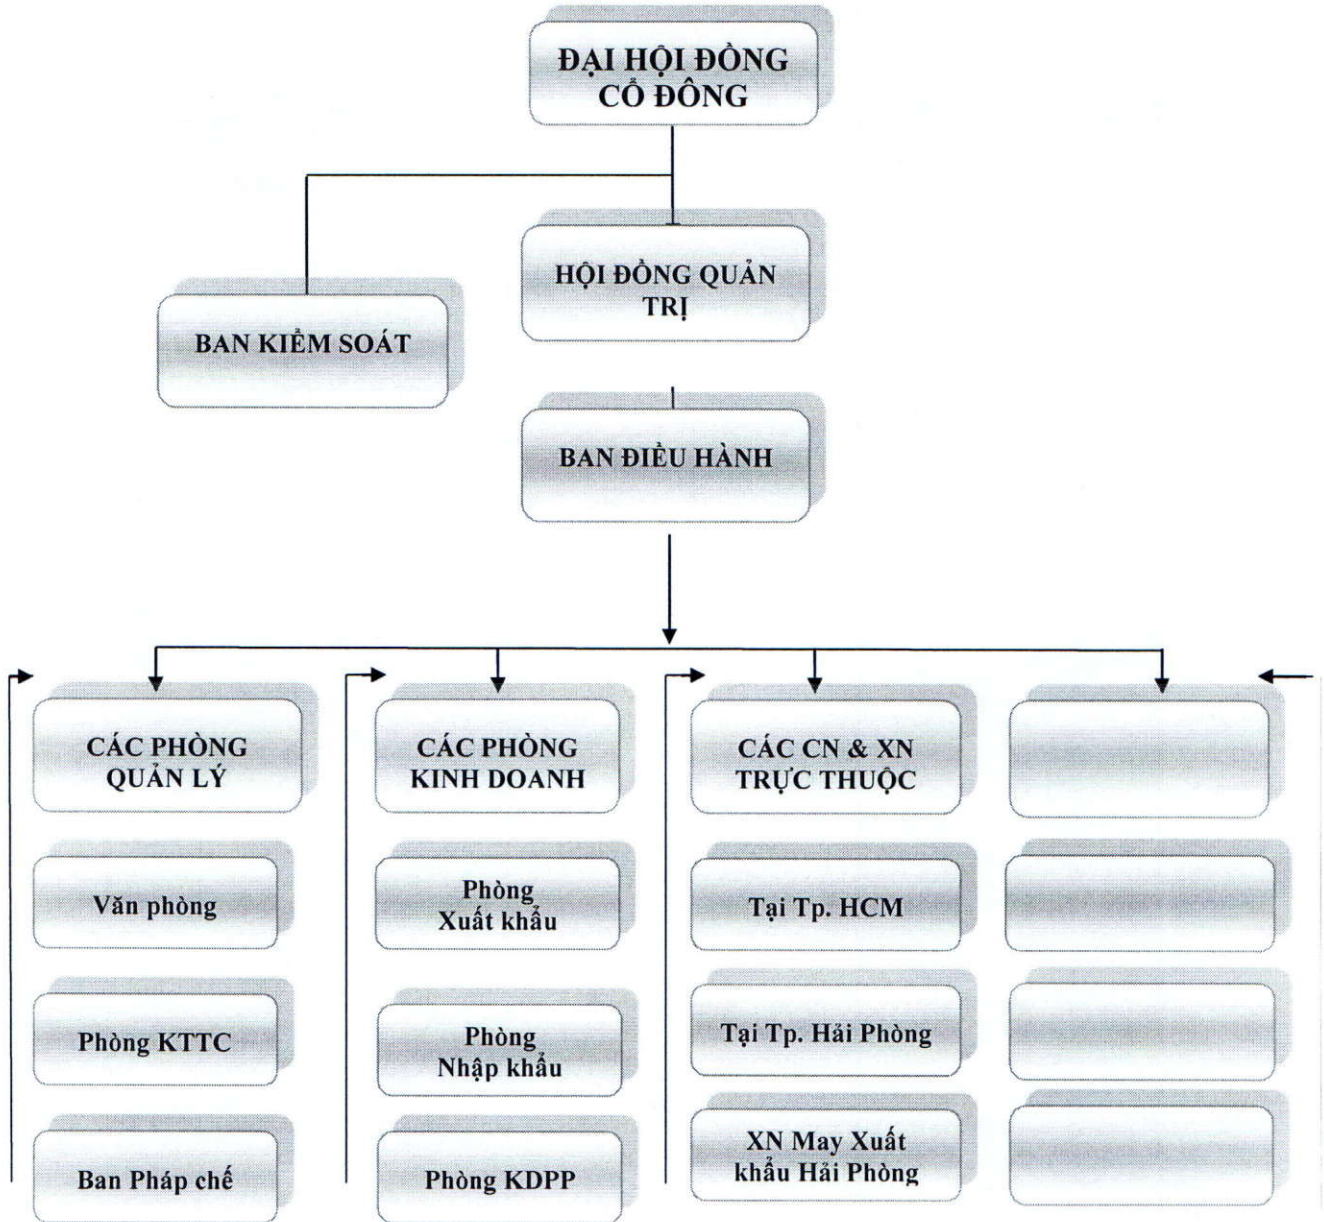 ĐẠI HỘI ĐỒNG
CỔ ĐÔNG
HỘI ĐỒNG QUẢN
TRỊ
BAN KIỂM SOÁT
BAN ĐIỀU HÀNH
CÁC PHÒNG
QUẢN LÝ
Văn phòng
Phòng KTTC
Ban Pháp chế
CÁC PHÒNG
KINH DOANH
Phòng
Xuất khẩu
Phòng
Nhập khẩu
Phòng KDPP
CÁC CN & XN
TRỰC THUỘC
Tại Tp. HCM
Tại Tp. Hải Phòng
XN May Xuất
khẩu Hải Phòng